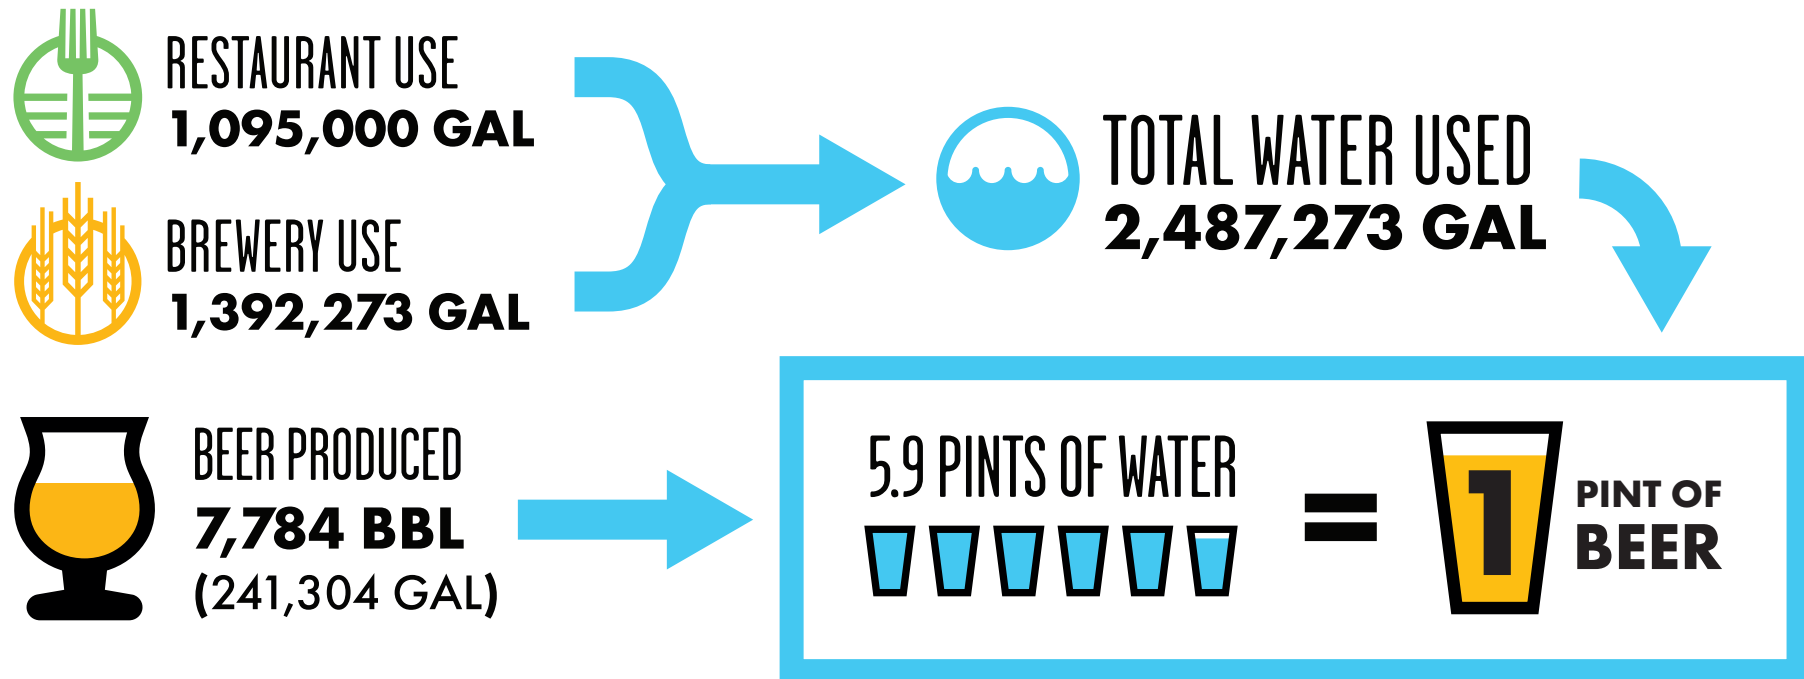 RESTAURANT USE
1,095,000 GAL
BREWERY USE
1,392,273 GAL
TOTAL WATER USED
2,487,273 GAL
BEER PRODUCED
7,784 BBL
(241,304 GAL)
5.9 PINTS OF WATER
=
1
PINT OF
BEER